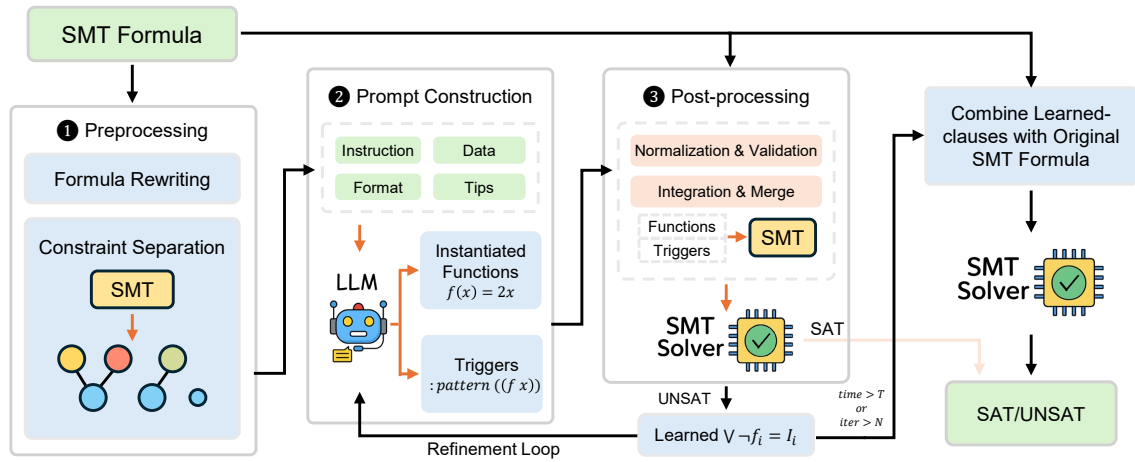 SMT Formula
❶ Preprocessing
Formula Rewriting
Constraint Separation
SMT
❷ Prompt Construction
Instruction
Data
Format
Tips
LLM
Instantiated
Functions
f(x) = 2x
Triggers
: pattern ((f x))
❸ Post-processing
Normalization & Validation
Integration & Merge
Functions
Triggers
SMT
SMT
Solver
SAT
UNSAT
Learned ∨ ¬f_i = I_i
Refinement Loop
time > T
or
iter > N
Combine Learned-
clauses with Original
SMT Formula
SMT
Solver
SAT/UNSAT